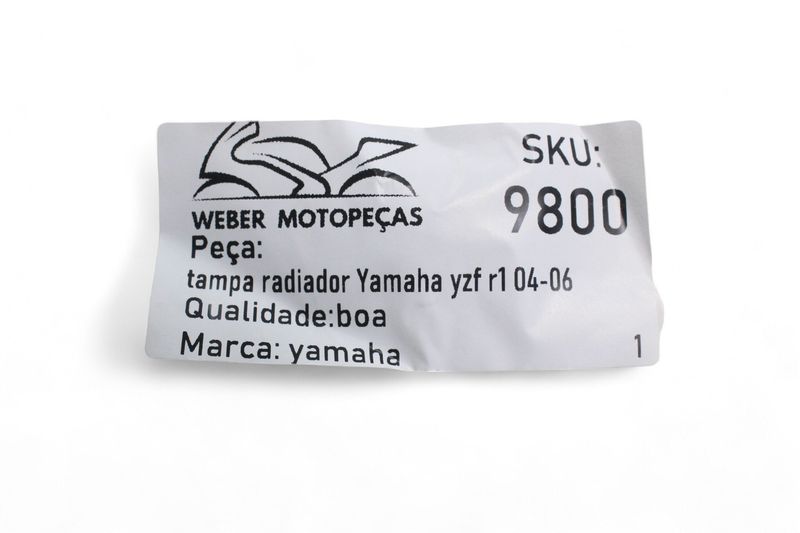 WEBER MOTOPEÇAS
SKU:
9800
Peça:
tampa radiador Yamaha yzf r1 04-06
Qualidade:boa
Marca: yamaha
1